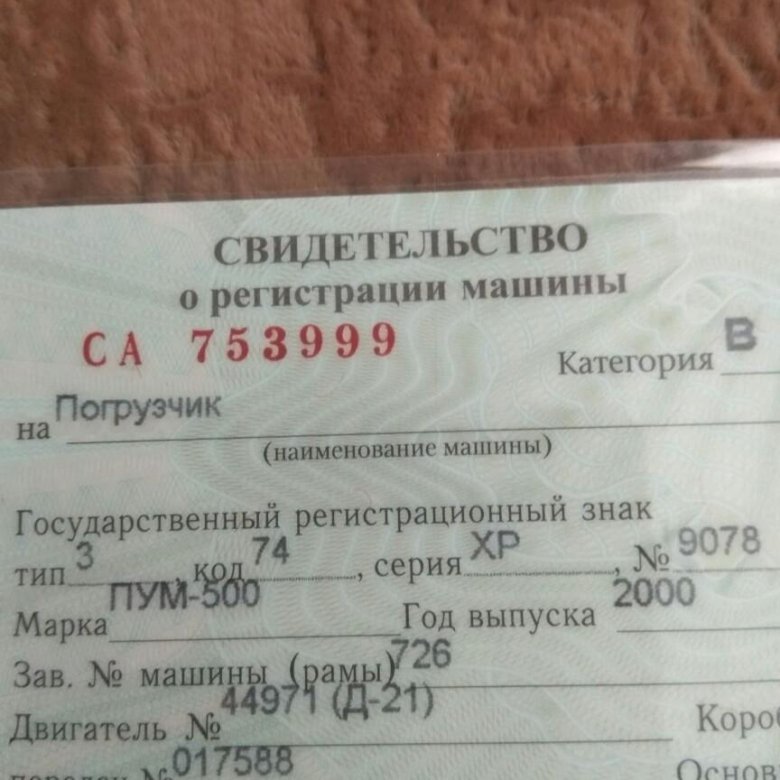 СВИДЕТЕЛЬСТВО
о регистрации машины
СА 753999
Категория В
на Погрузчик
(наименование машины)
Государственный регистрационный знак
тип 3, код 74, серия ХР, № 9078
Марка ПУМ-500 Год выпуска 2000
Зав. № машины (рамы) 726
Двигатель № 44971 (Д-21)
№ 017588